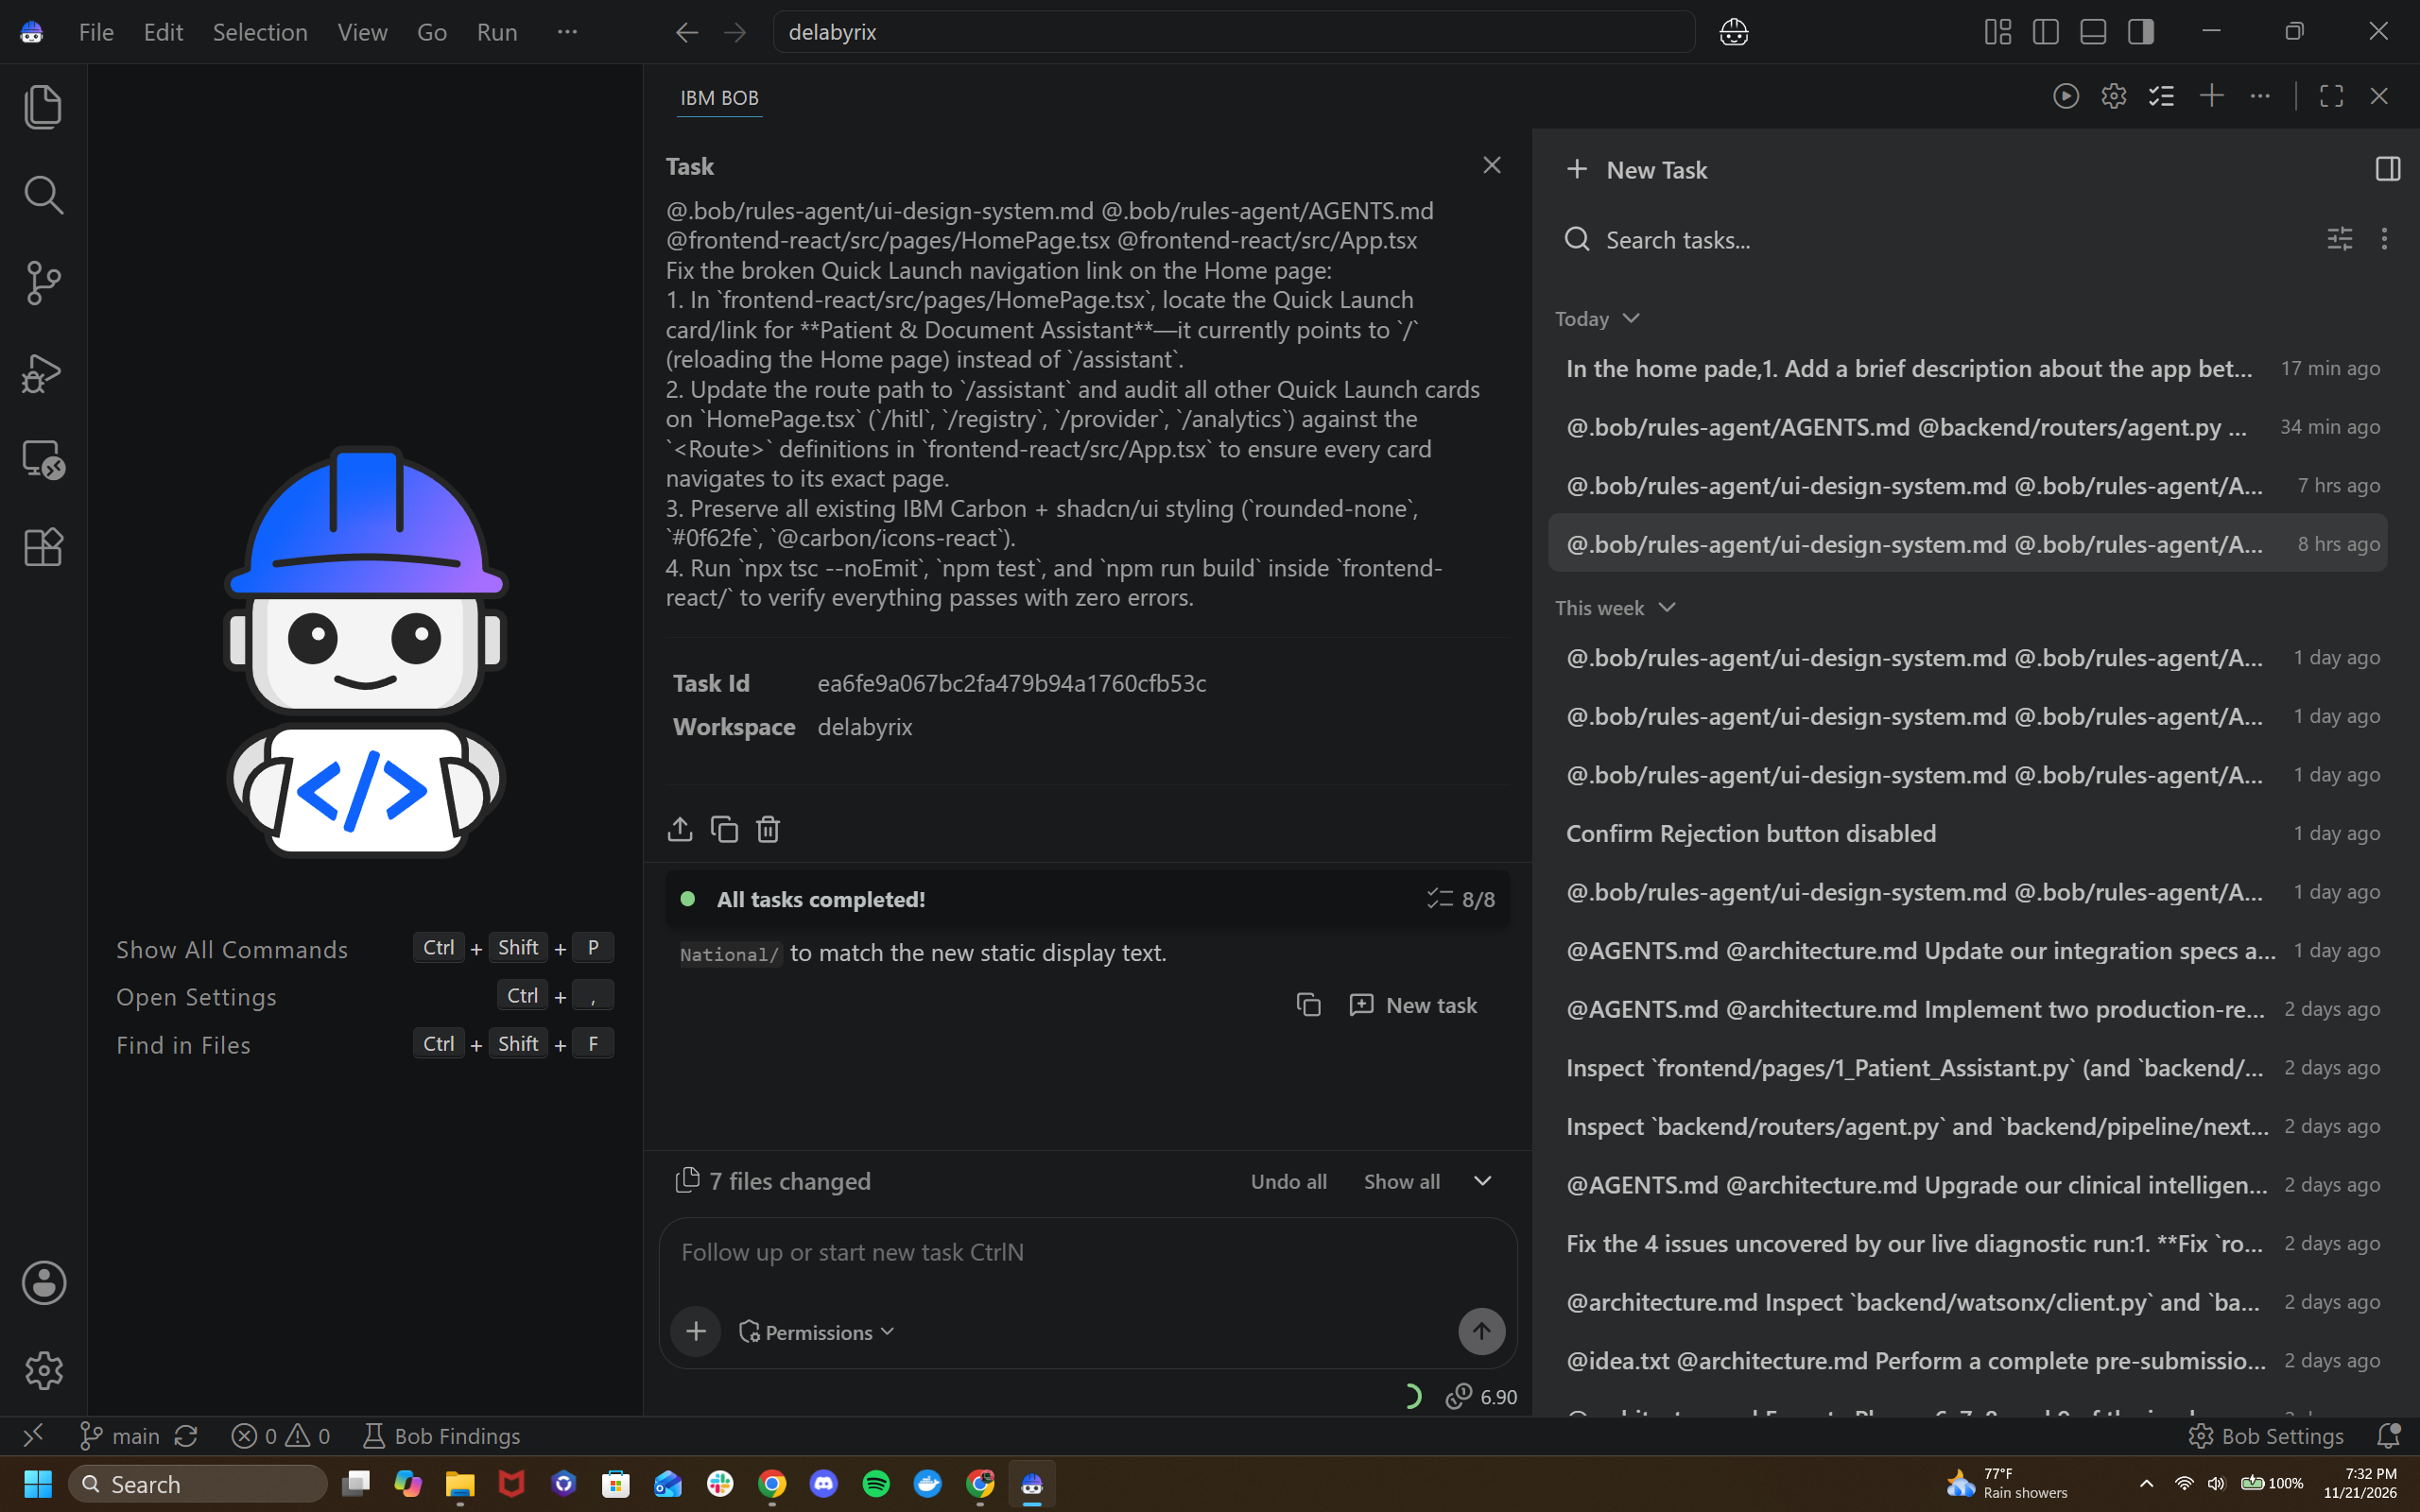 File Edit Selection View Go Run ···
delabyrix
IBM BOB
Task
@.bob/rules-agent/ui-design-system.md @.bob/rules-agent/AGENTS.md
@frontend-react/src/pages/HomePage.tsx @frontend-react/src/App.tsx
Fix the broken Quick Launch navigation link on the Home page:
1. In `frontend-react/src/pages/HomePage.tsx`, locate the Quick Launch
card/link for **Patient & Document Assistant**—it currently points to `/`
(reloading the Home page) instead of `/assistant`.
2. Update the route path to `/assistant` and audit all other Quick Launch cards
on `HomePage.tsx` (`/hitl`, `/registry`, `/provider`, `/analytics`) against the
`<Route>` definitions in `frontend-react/src/App.tsx` to ensure every card
navigates to its exact page.
3. Preserve all existing IBM Carbon + shadcn/ui styling (`rounded-none`,
`#0f62fe`, `@carbon/icons-react`).
4. Run `npx tsc --noEmit`, `npm test`, and `npm run build` inside `frontend-
react/` to verify everything passes with zero errors.
Task Id ea6fe9a067bc2fa479b94a1760cfb53c
Workspace delabyrix
All tasks completed! 8/8
National/ to match the new static display text.
New task
7 files changed Undo all Show all
Follow up or start new task CtrlN
Permissions
6.90
Show All Commands Ctrl + Shift + P
Open Settings Ctrl + ,
Find in Files Ctrl + Shift + F
New Task
Search tasks...
Today
In the home pade,1. Add a brief description about the app bet... 17 min ago
@.bob/rules-agent/AGENTS.md @backend/routers/agent.py ... 34 min ago
@.bob/rules-agent/ui-design-system.md @.bob/rules-agent/A... 7 hrs ago
@.bob/rules-agent/ui-design-system.md @.bob/rules-agent/A... 8 hrs ago
This week
@.bob/rules-agent/ui-design-system.md @.bob/rules-agent/A... 1 day ago
@.bob/rules-agent/ui-design-system.md @.bob/rules-agent/A... 1 day ago
@.bob/rules-agent/ui-design-system.md @.bob/rules-agent/A... 1 day ago
Confirm Rejection button disabled 1 day ago
@.bob/rules-agent/ui-design-system.md @.bob/rules-agent/A... 1 day ago
@AGENTS.md @architecture.md Update our integration specs a... 1 day ago
@AGENTS.md @architecture.md Implement two production-re... 2 days ago
Inspect `frontend/pages/1_Patient_Assistant.py` (and `backend/... 2 days ago
Inspect `backend/routers/agent.py` and `backend/pipeline/next... 2 days ago
@AGENTS.md @architecture.md Upgrade our clinical intelligen... 2 days ago
Fix the 4 issues uncovered by our live diagnostic run:1. **Fix `ro... 2 days ago
@architecture.md Inspect `backend/watsonx/client.py` and `ba... 2 days ago
@idea.txt @architecture.md Perform a complete pre-submissio... 2 days ago
main 0 0 Bob Findings
Bob Settings
Search
77°F
Rain showers
100%
7:32 PM
11/21/2026